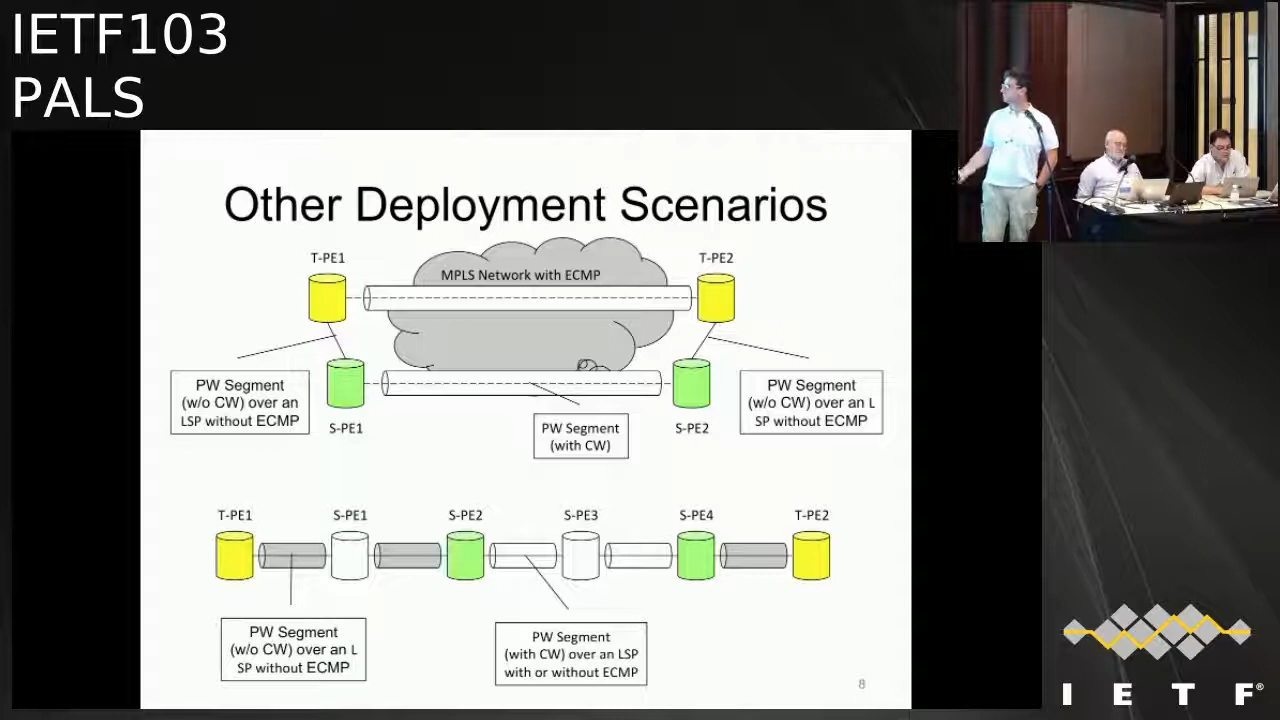 IETF103
PALS
Other Deployment Scenarios
T-PE1
T-PE2
MPLS Network with ECMP
PW Segment
(w/o CW) over an
LSP without ECMP
S-PE1
PW Segment
(with CW)
S-PE2
PW Segment
(w/o CW) over an L
SP without ECMP
T-PE1
S-PE1
S-PE2
S-PE3
S-PE4
T-PE2
PW Segment
(w/o CW) over an L
SP without ECMP
PW Segment
(with CW) over an LSP
with or without ECMP
8
I E T F®